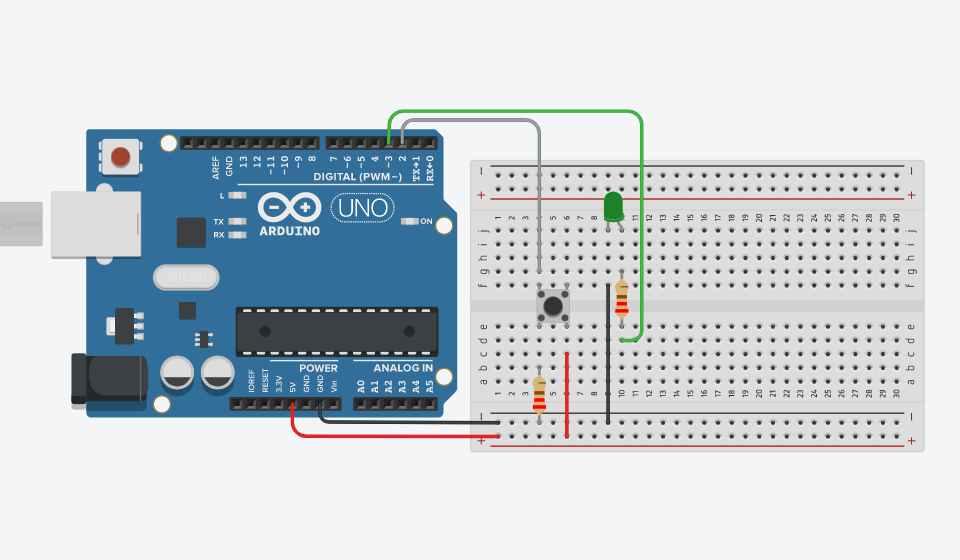 AREF
GND
13
12
~11
~10
~9
8
7
~6
~5
4
~3
2
TX→1
RX←0
DIGITAL (PWM~)
L
TX
RX
UNO
ARDUINO
ON
POWER
ANALOG IN
IOREF
RESET
3.3V
5V
GND
GND
Vin
A0
A1
A2
A3
A4
A5
− −
+ +
1 2 3 4 5 6 7 8 11 12 13 14 15 16 17 18 19 20 21 22 23 24 25 26 27 28 29 30
j j
i i
h h
g g
f f
e e
d d
c c
b b
a a
1 2 3 4 5 6 7 8 9 10 11 12 13 14 15 16 17 18 19 20 21 22 23 24 25 26 27 28 29 30
− −
+ +